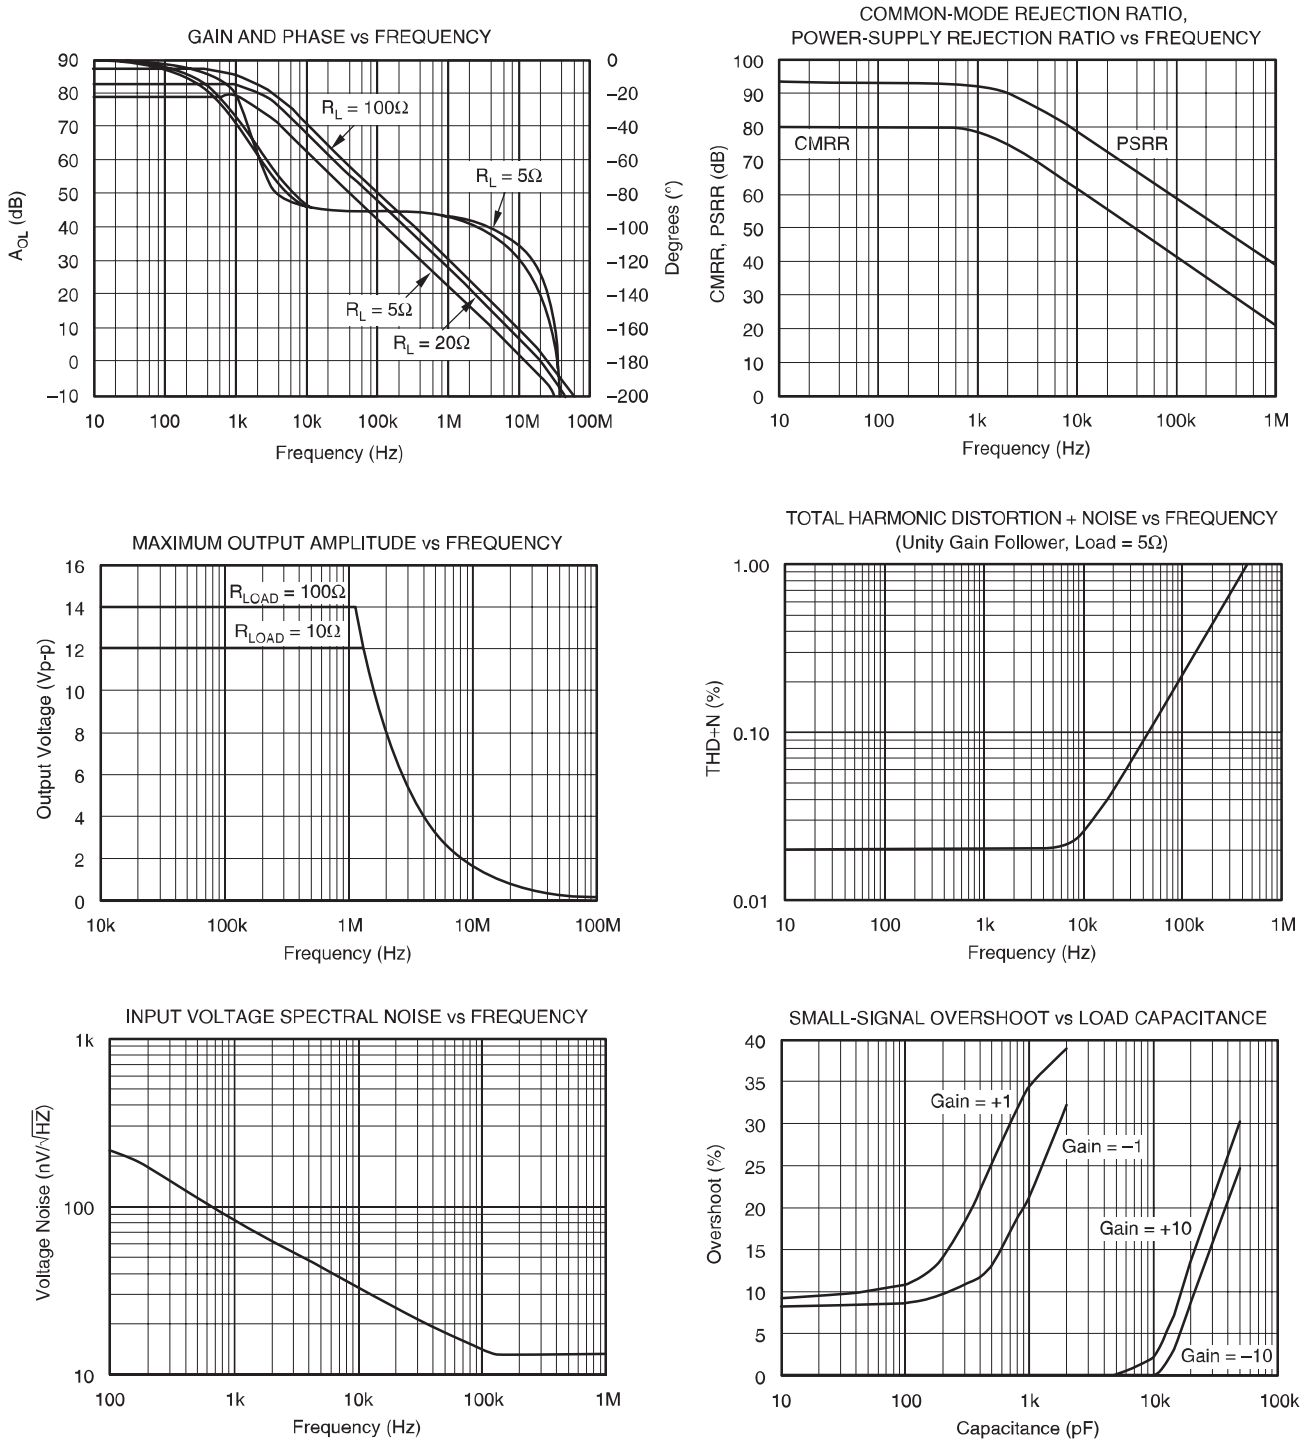 GAIN AND PHASE vs FREQUENCY
90
80
70
60
50
40
30
20
10
0
–10
A_OL (dB)
0
–20
–40
–60
–80
–100
–120
–140
–160
–180
–200
Degrees (°)
R_L = 100Ω
R_L = 5Ω
R_L = 5Ω
R_L = 20Ω
10 100 1k 10k 100k 1M 10M 100M
Frequency (Hz)
COMMON-MODE REJECTION RATIO,
POWER-SUPPLY REJECTION RATIO vs FREQUENCY
100
90
80
70
60
50
40
30
20
10
0
CMRR, PSRR (dB)
CMRR
PSRR
10 100 1k 10k 100k 1M
Frequency (Hz)
MAXIMUM OUTPUT AMPLITUDE vs FREQUENCY
16
14
12
10
8
6
4
2
0
Output Voltage (Vp-p)
R_LOAD = 100Ω
R_LOAD = 10Ω
10k 100k 1M 10M 100M
Frequency (Hz)
TOTAL HARMONIC DISTORTION + NOISE vs FREQUENCY
(Unity Gain Follower, Load = 5Ω)
1.00
0.10
0.01
THD+N (%)
10 100 1k 10k 100k 1M
Frequency (Hz)
INPUT VOLTAGE SPECTRAL NOISE vs FREQUENCY
1k
100
10
Voltage Noise (nV/√HZ)
100 1k 10k 100k 1M
Frequency (Hz)
SMALL-SIGNAL OVERSHOOT vs LOAD CAPACITANCE
40
35
30
25
20
15
10
5
0
Overshoot (%)
Gain = +1
Gain = –1
Gain = +10
Gain = –10
10 100 1k 10k 100k
Capacitance (pF)